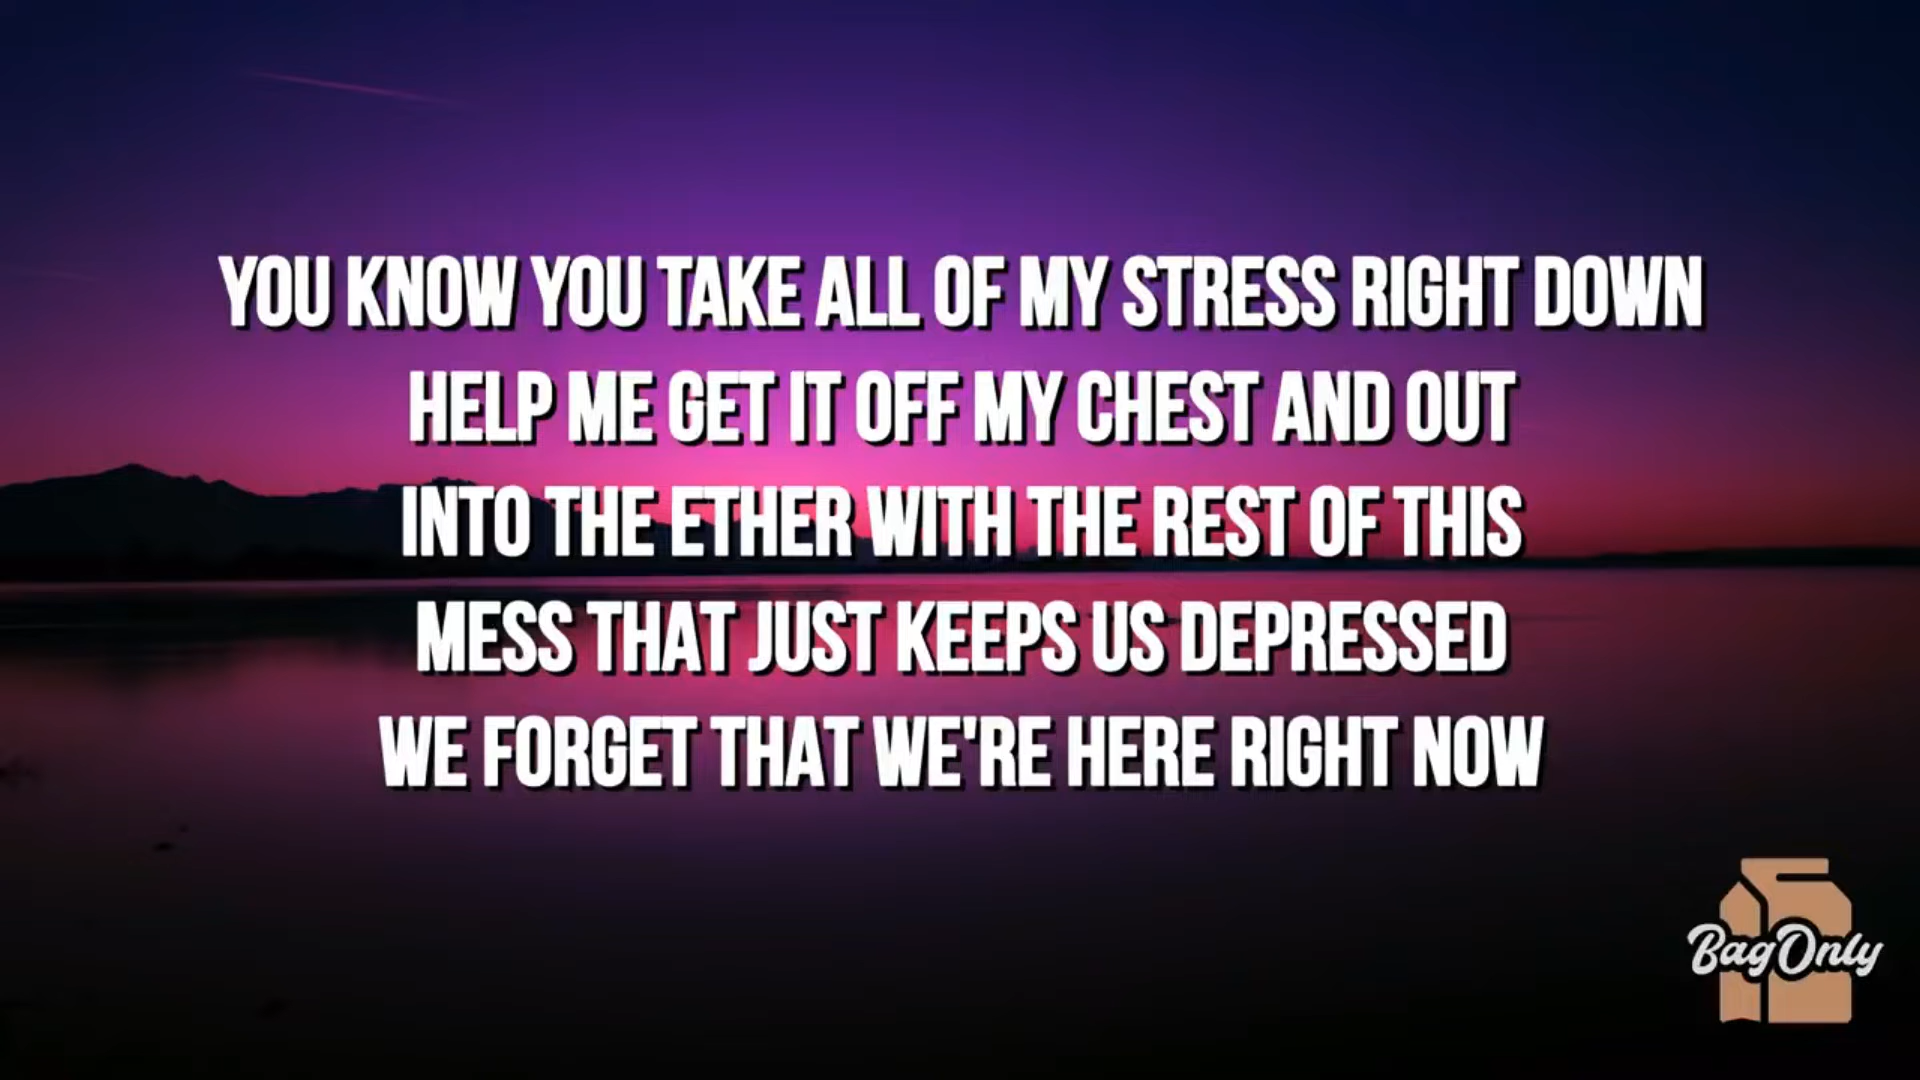 YOU KNOW YOU TAKE ALL OF MY STRESS RIGHT DOWN
HELP ME GET IT OFF MY CHEST AND OUT
INTO THE ETHER WITH THE REST OF THIS
MESS THAT JUST KEEPS US DEPRESSED
WE FORGET THAT WE'RE HERE RIGHT NOW
BagOnly